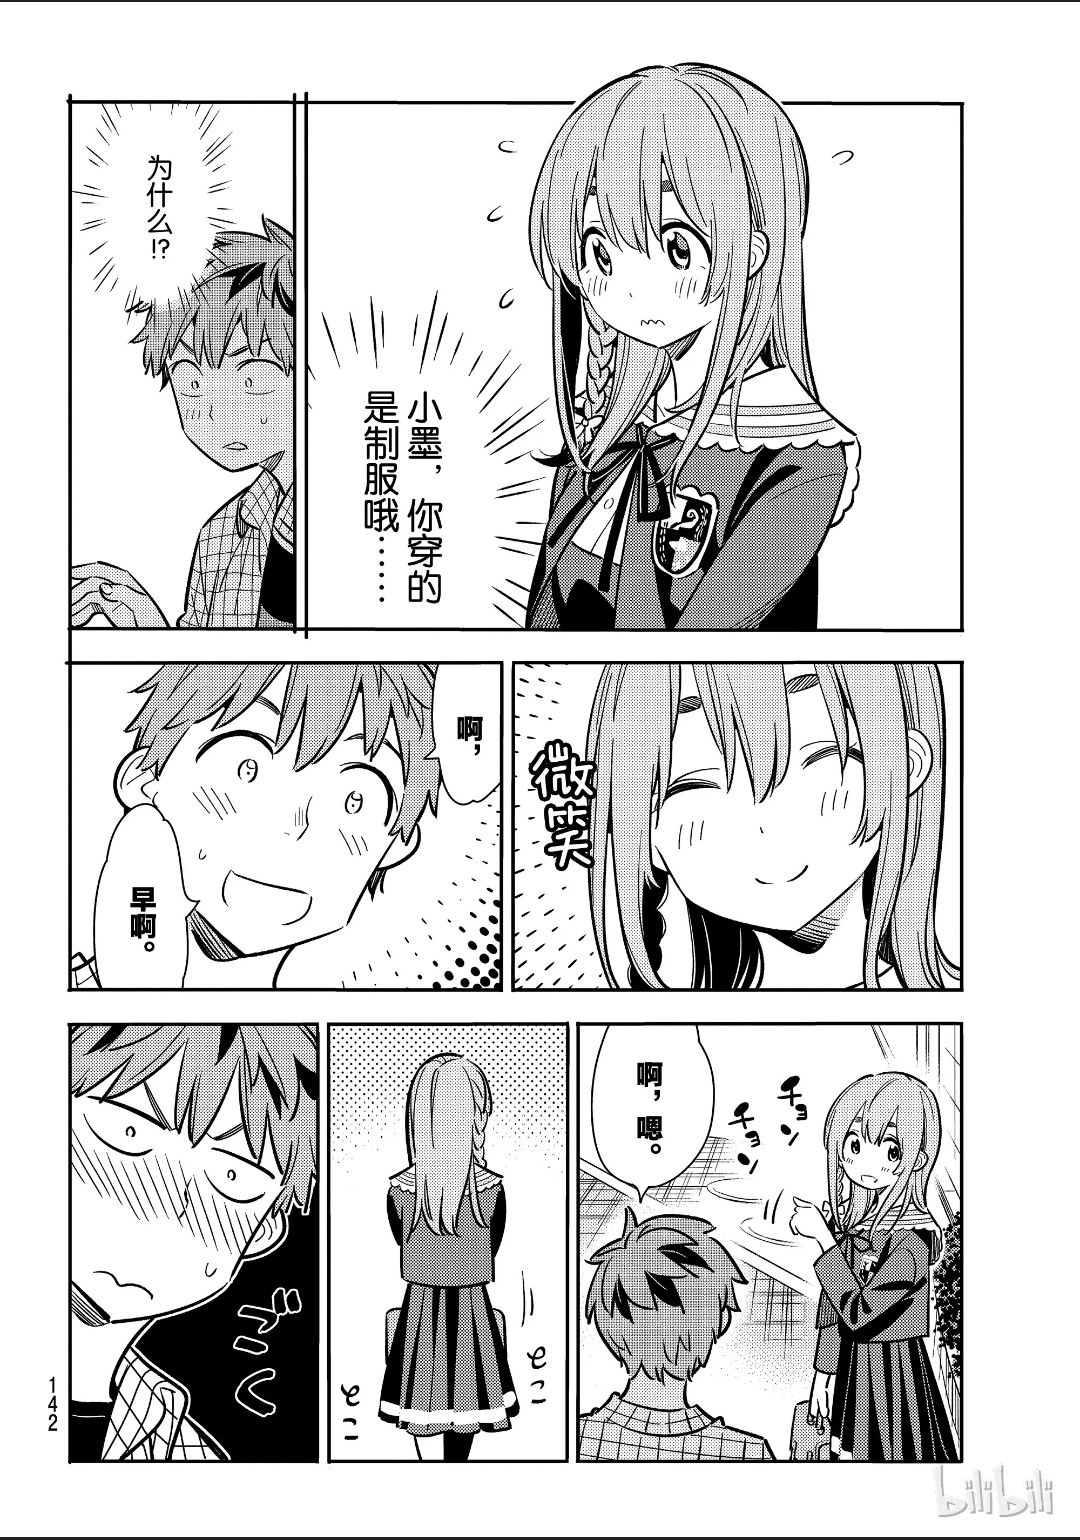 小墨，你穿的
是制服哦……
为什么!?
微笑
啊，
早啊。
啊，
嗯。
チョン
チョン
とこ
とこ
ごく
142
bilibili